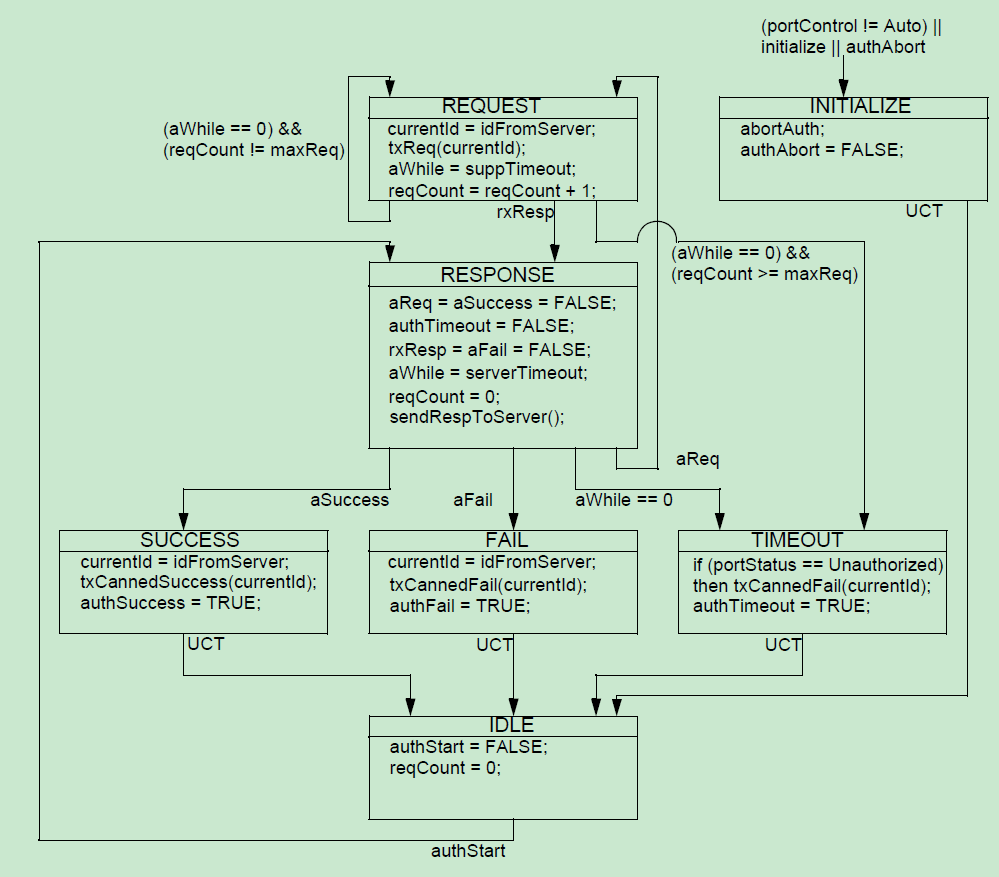 (portControl != Auto) ||
initialize || authAbort
REQUEST
currentId = idFromServer;
txReq(currentId);
aWhile = suppTimeout;
reqCount = reqCount + 1;
(aWhile == 0) &&
(reqCount != maxReq)
INITIALIZE
abortAuth;
authAbort = FALSE;
rxResp
UCT
(aWhile == 0) &&
(reqCount >= maxReq)
RESPONSE
aReq = aSuccess = FALSE;
authTimeout = FALSE;
rxResp = aFail = FALSE;
aWhile = serverTimeout;
reqCount = 0;
sendRespToServer();
aReq
aSuccess
aFail
aWhile == 0
SUCCESS
currentId = idFromServer;
txCannedSuccess(currentId);
authSuccess = TRUE;
FAIL
currentId = idFromServer;
txCannedFail(currentId);
authFail = TRUE;
TIMEOUT
if (portStatus == Unauthorized)
then txCannedFail(currentId);
authTimeout = TRUE;
UCT
UCT
UCT
IDLE
authStart = FALSE;
reqCount = 0;
authStart